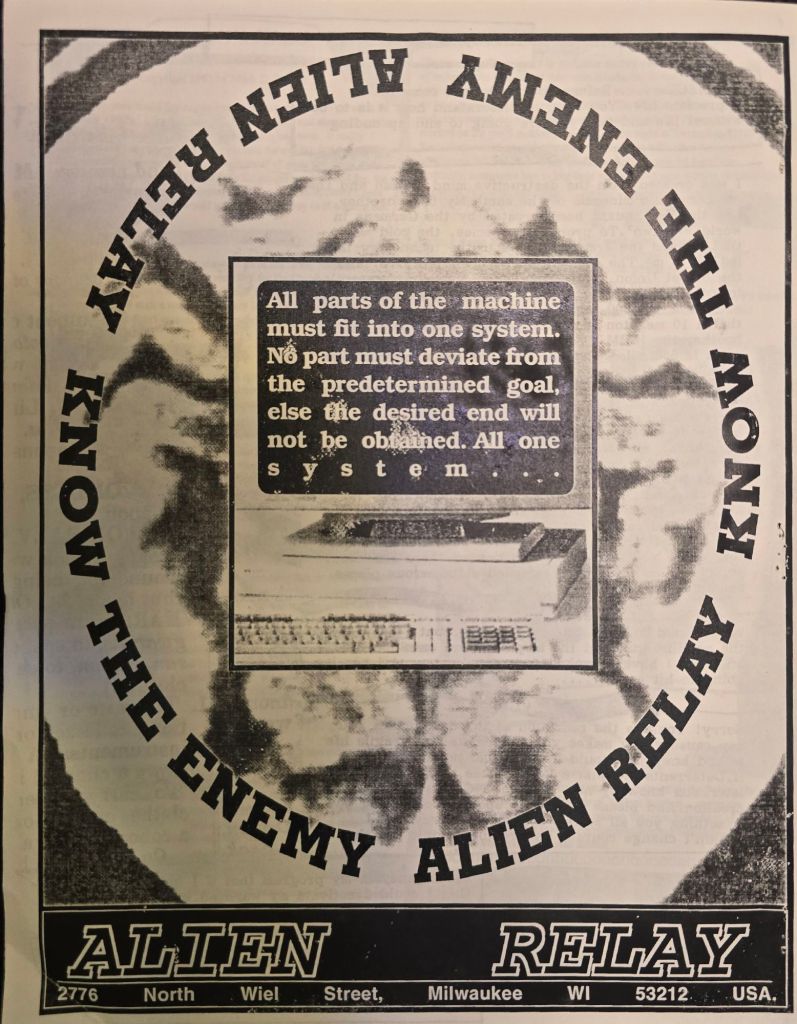 KNOW THE ENEMY ALIEN RELAY
KNOW THE ENEMY ALIEN RELAY
All parts of the machine
must fit into one system.
No part must deviate from
the predetermined goal,
else the desired end will
not be obtained. All one
system...
ALIEN RELAY
2776 North Wiel Street, Milwaukee WI 53212 USA.